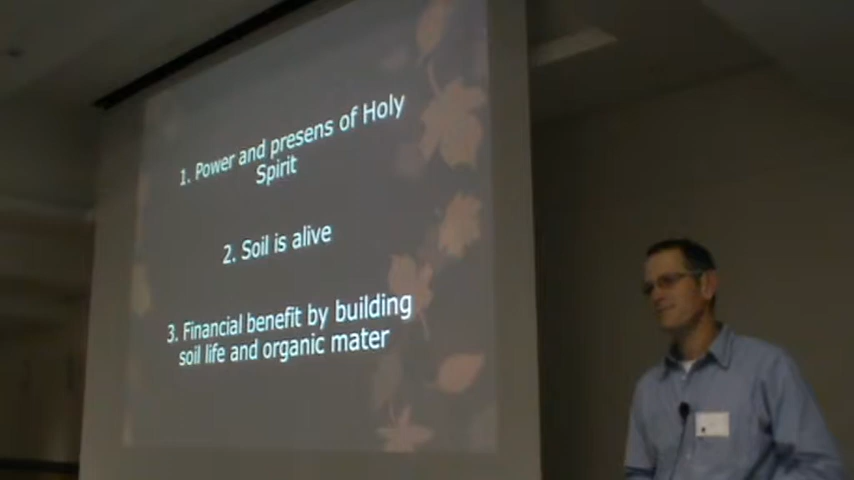 1. Power and presens of Holy
Spirit
2. Soil is alive
3. Financial benefit by building
soil life and organic mater